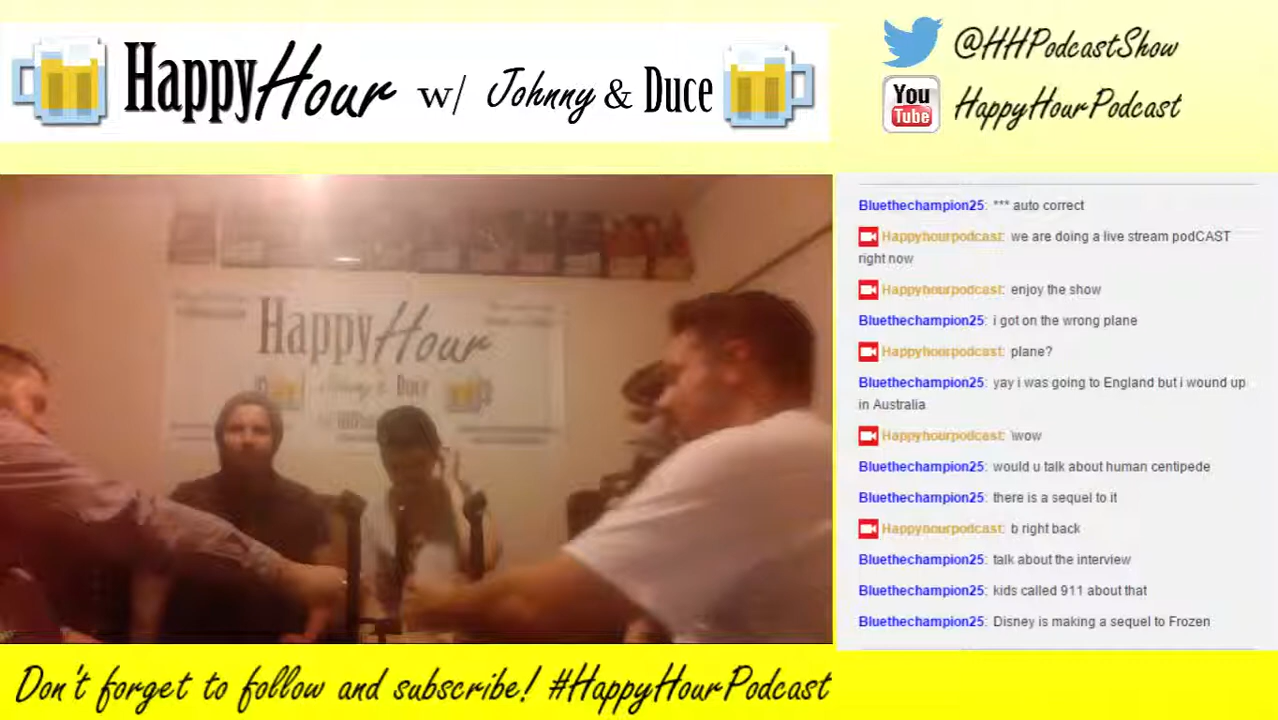 HappyHour w/ Johnny & Duce
@HHPodcastShow
You
Tube
HappyHourPodcast
Bluethechampion25: *** auto correct
Happyhourpodcast: we are doing a live stream podCAST
right now
Happyhourpodcast: enjoy the show
Bluethechampion25: i got on the wrong plane
Happyhourpodcast: plane?
Bluethechampion25: yay i was going to England but i wound up
in Australia
Happyhourpodcast: \wow
Bluethechampion25: would u talk about human centipede
Bluethechampion25: there is a sequel to it
Happyhourpodcast: b right back
Bluethechampion25: talk about the interview
Bluethechampion25: kids called 911 about that
Bluethechampion25: Disney is making a sequel to Frozen
HappyHour
Johnny & Duce
Don't forget to follow and subscribe! #HappyHourPodcast